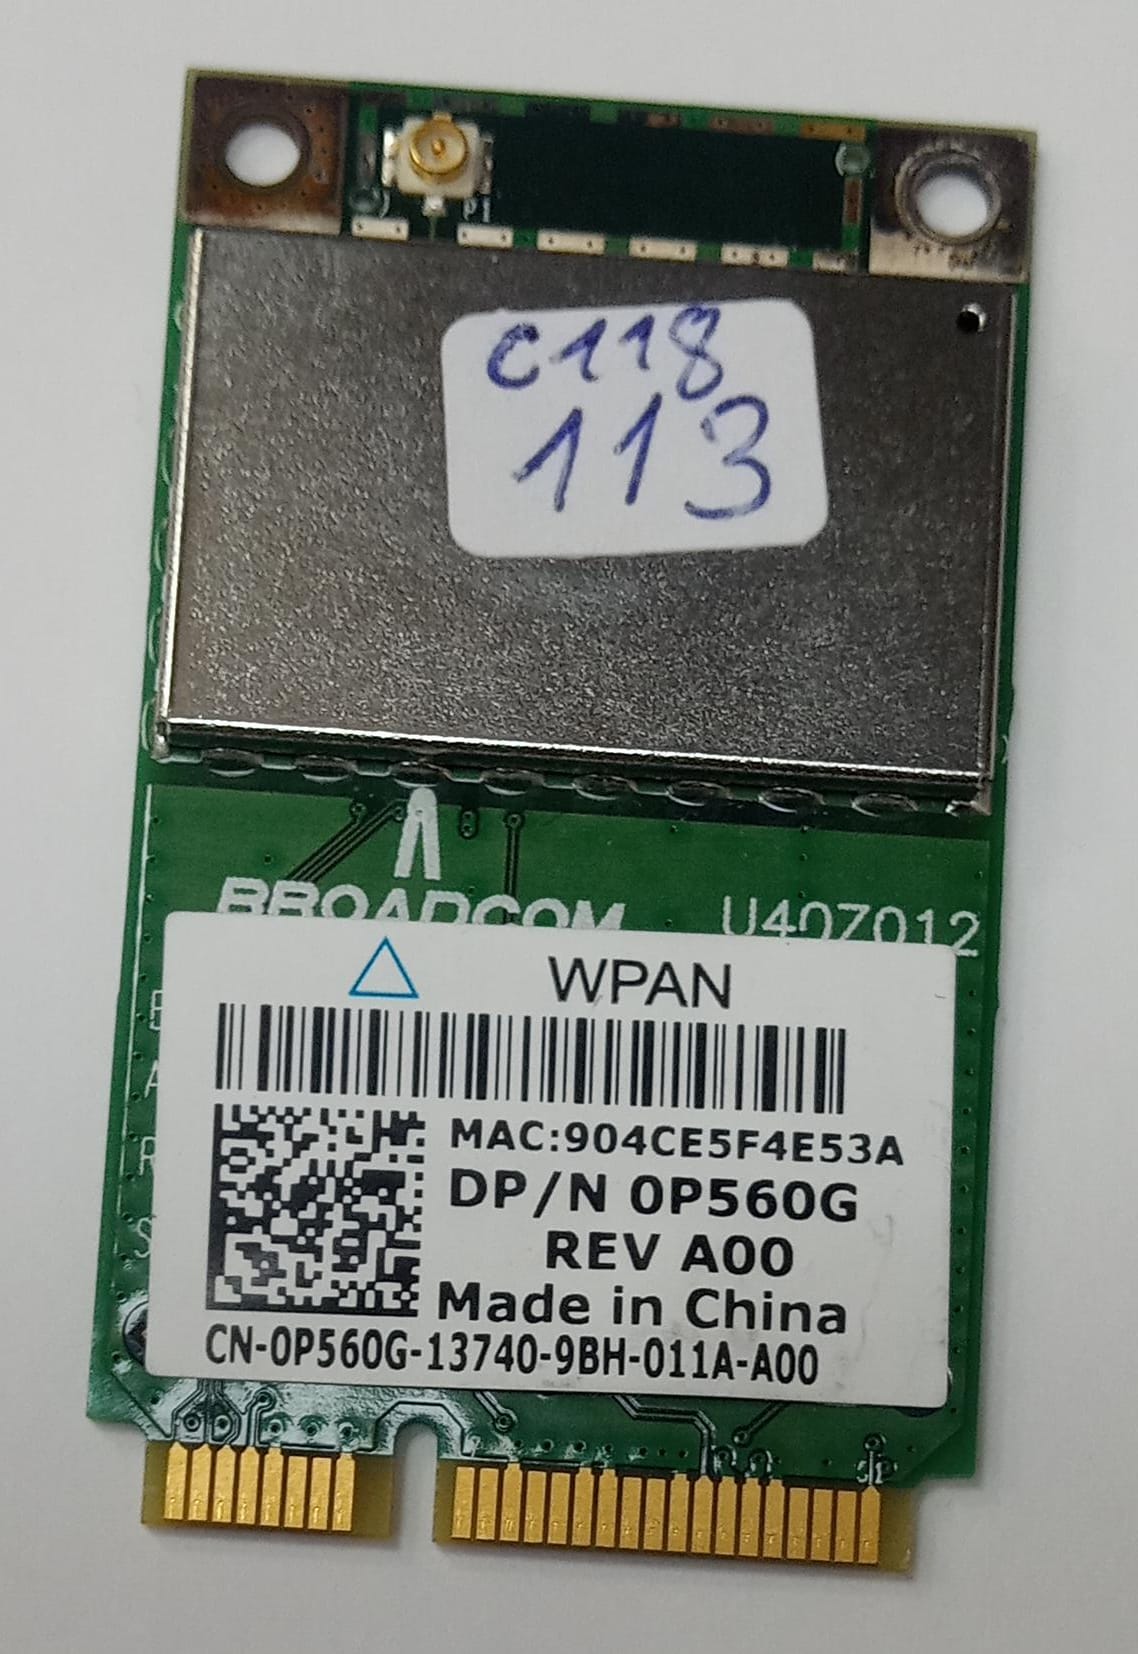 P1
C118
113
BROADCOM U40Z012
WPAN
MAC:904CE5F4E53A
DP/N 0P560G
REV A00
Made in China
CN-0P560G-13740-9BH-011A-A00